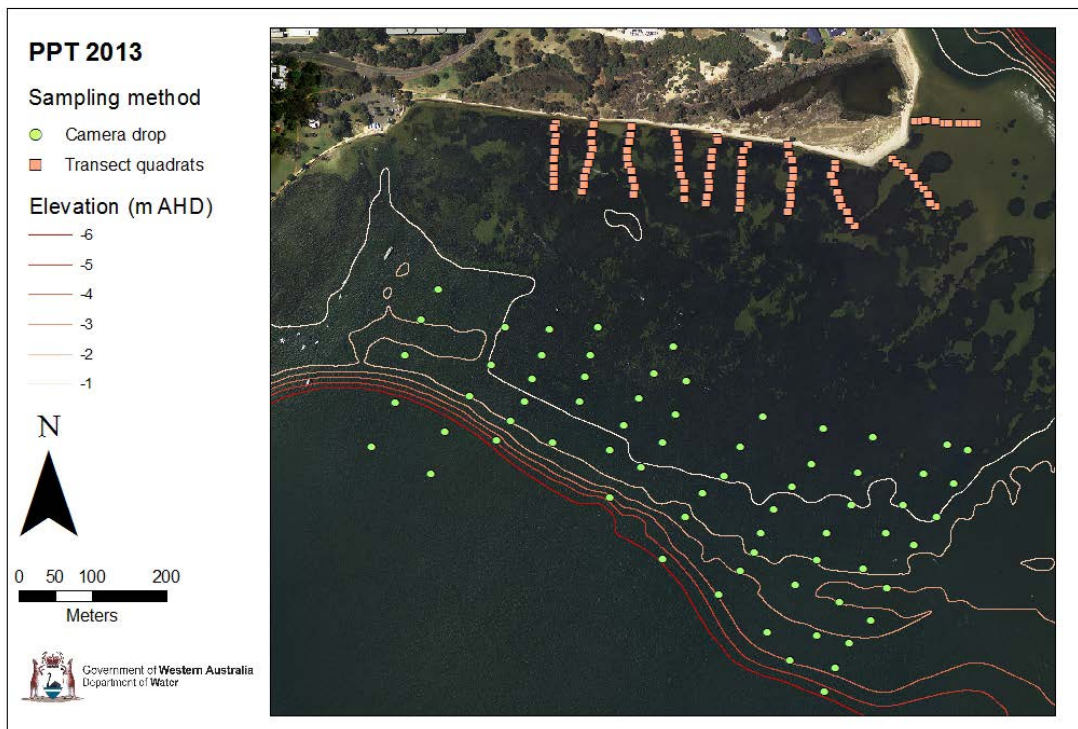 PPT 2013
Sampling method
Camera drop
Transect quadrats
Elevation (m AHD)
-6
-5
-4
-3
-2
-1
N
0 50 100 200
Meters
Government of Western Australia
Department of Water